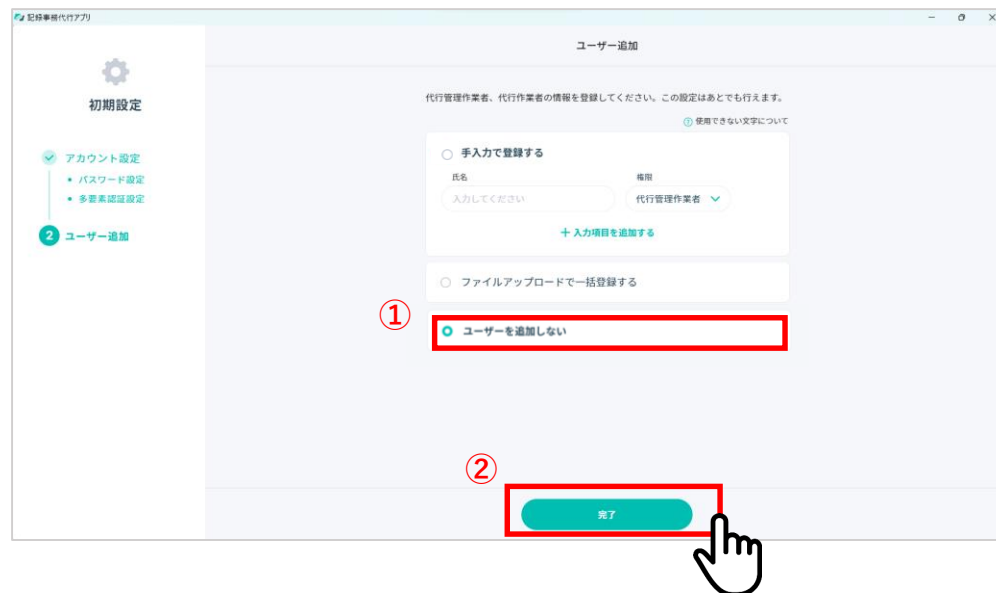 記録事務代行アプリ
ユーザー追加
初期設定
代行管理作業者、代行作業者の情報を登録してください。この設定はあとでも行えます。
? 使用できない文字について
アカウント設定
• パスワード設定
• 多要素認証設定
2 ユーザー追加
手入力で登録する
氏名 権限
入力してください 代行管理作業者
＋ 入力項目を追加する
ファイルアップロードで一括登録する
①
ユーザーを追加しない
②
完了